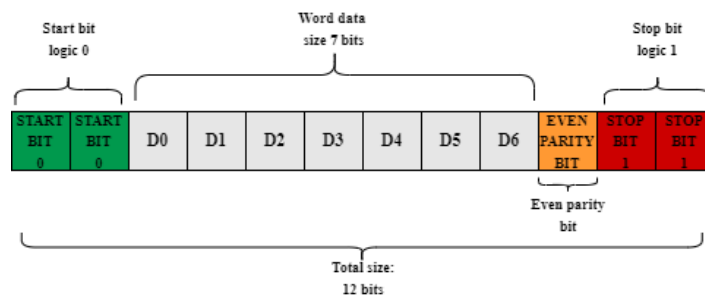 Start bit
logic 0
Word data
size 7 bits
Stop bit
logic 1
START
BIT
0
START
BIT
0
D0
D1
D2
D3
D4
D5
D6
EVEN
PARITY
BIT
STOP
BIT
1
STOP
BIT
1
Even parity
bit
Total size:
12 bits